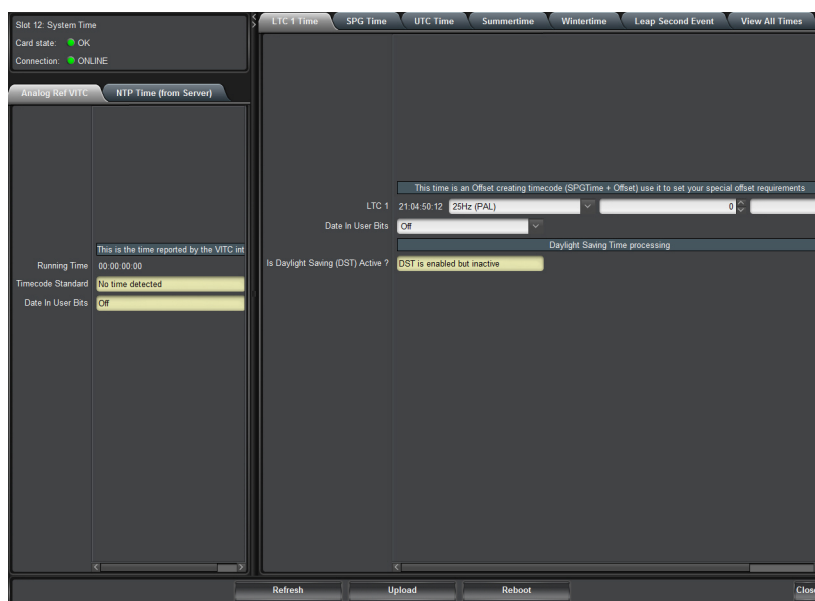 Slot 12: System Time
Card state: OK
Connection: ONLINE
Analog Ref VITC NTP Time (from Server)
This is the time reported by the VITC int
Running Time 00:00:00:00
Timecode Standard No time detected
Date In User Bits Off
LTC 1 Time SPG Time UTC Time Summertime Wintertime Leap Second Event View All Times
This time is an Offset creating timecode (SPGTime + Offset) use it to set your special offset requirements
LTC 1 21:04:50:12 25Hz (PAL) 0
Date In User Bits Off
Daylight Saving Time processing
Is Daylight Saving (DST) Active ? DST is enabled but inactive
Refresh Upload Reboot Close